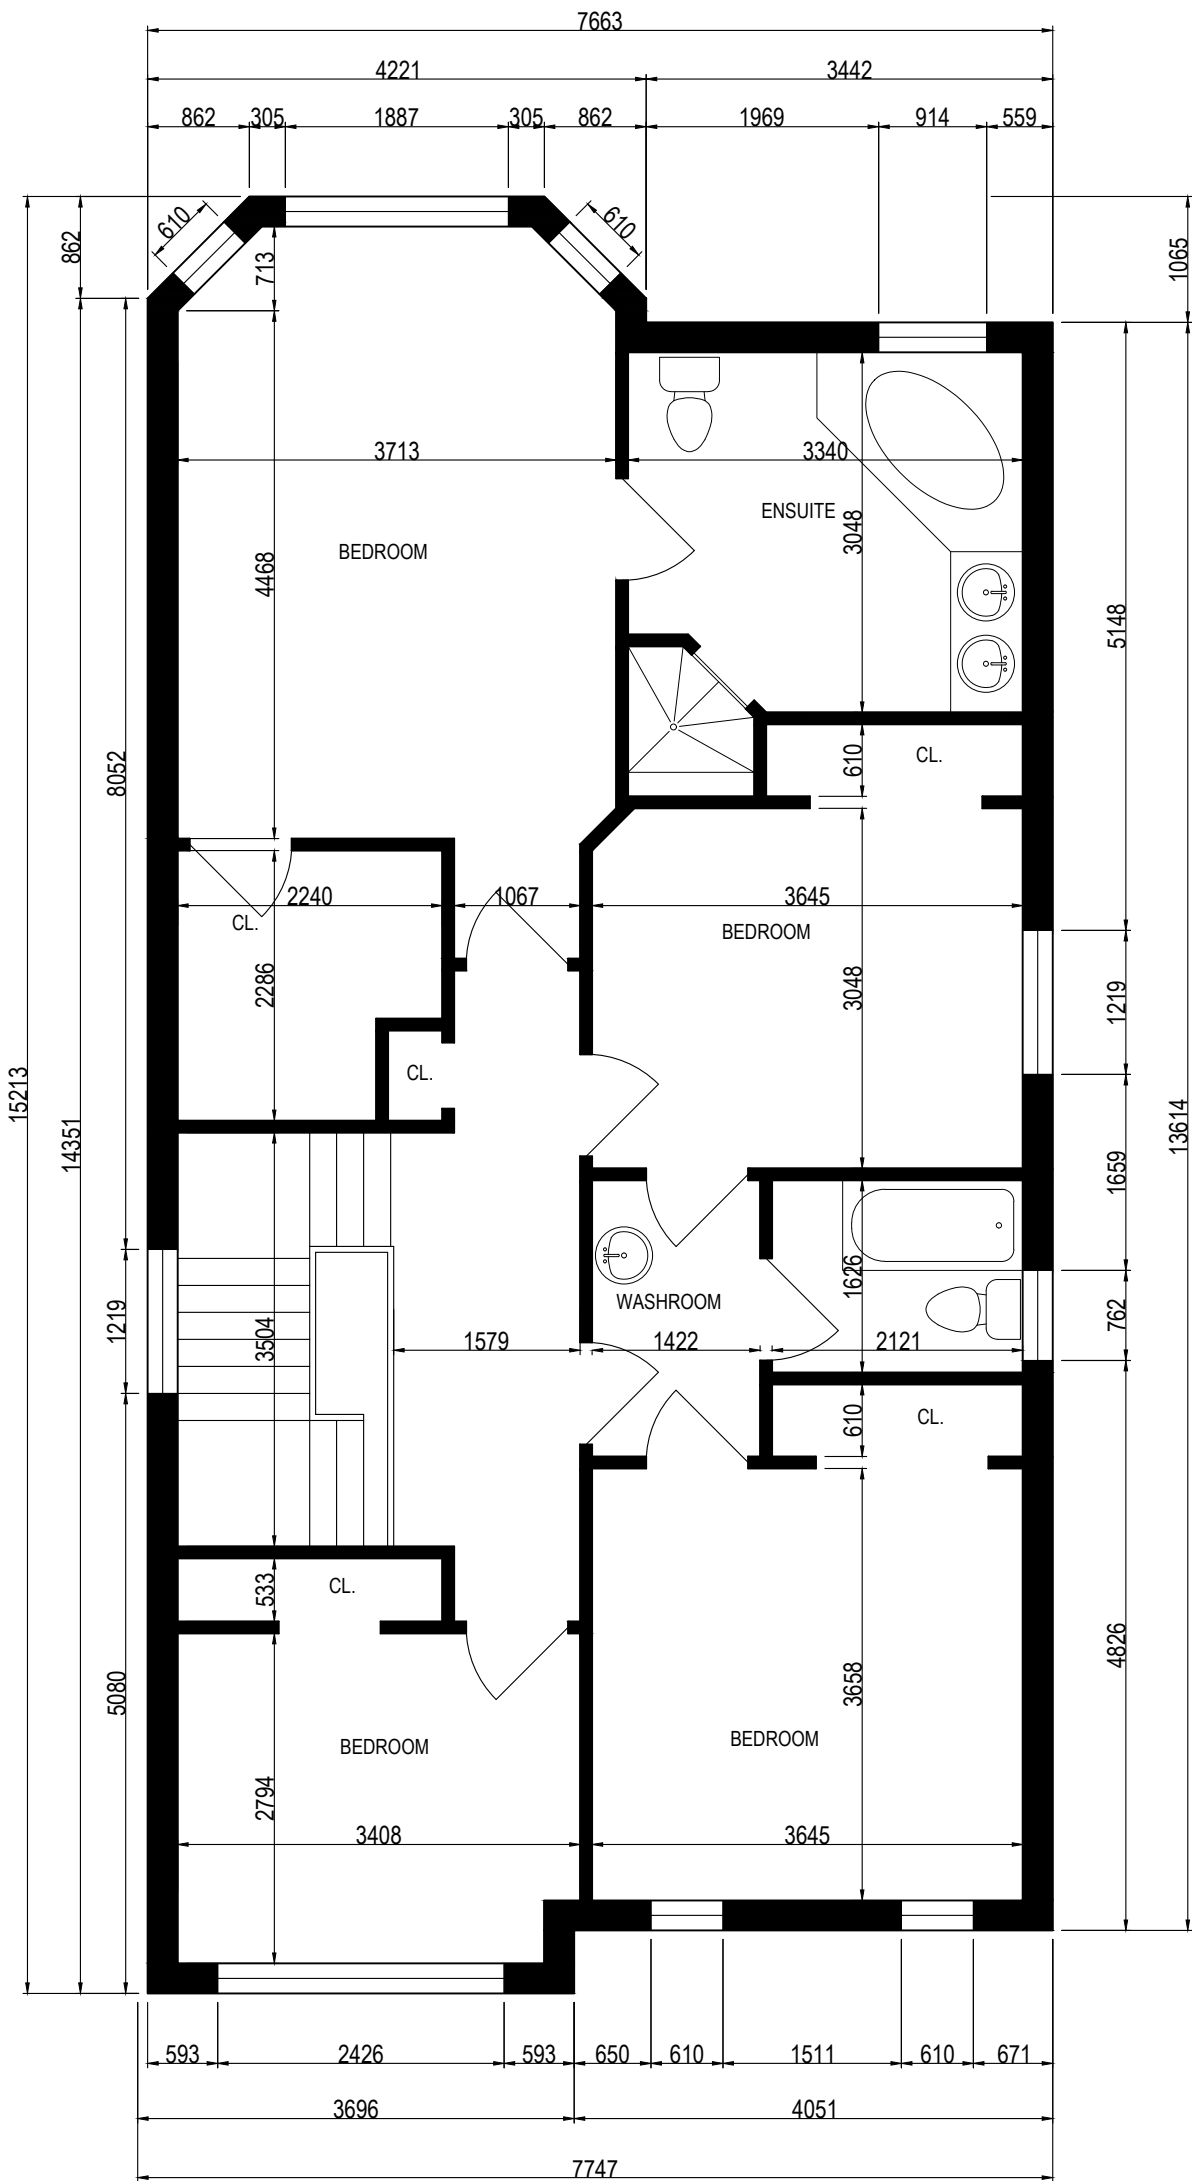 7663
4221 3442
862 305 1887 305 862 1969 914 559
610 610
862 713 1065
3713 3340
ENSUITE
BEDROOM
4468 3048
5148
8052 610 CL.
2240 1067 3645
CL. BEDROOM
2286 3048 1219
CL.
15213 14351 13614
1659
1626
WASHROOM
1219 3504 762
1579 1422 2121
610 CL.
533 CL.
5080 3658 4826
BEDROOM BEDROOM
2794
3408 3645
593 2426 593 650 610 1511 610 671
3696 4051
7747